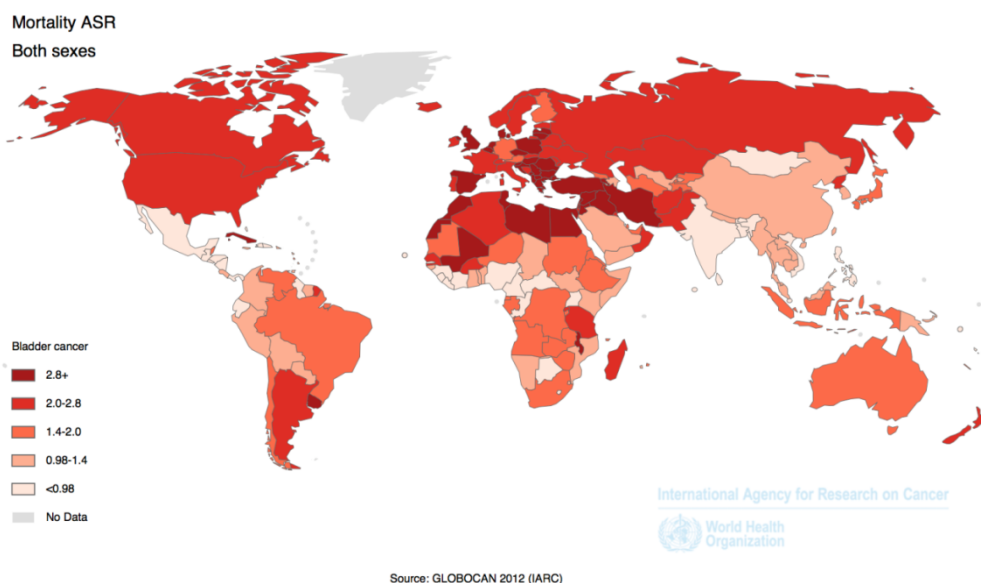 Mortality ASR
Both sexes
Bladder cancer
2.8+
2.0-2.8
1.4-2.0
0.98-1.4
<0.98
No Data
International Agency for Research on Cancer
World Health
Organization
Source: GLOBOCAN 2012 (IARC)